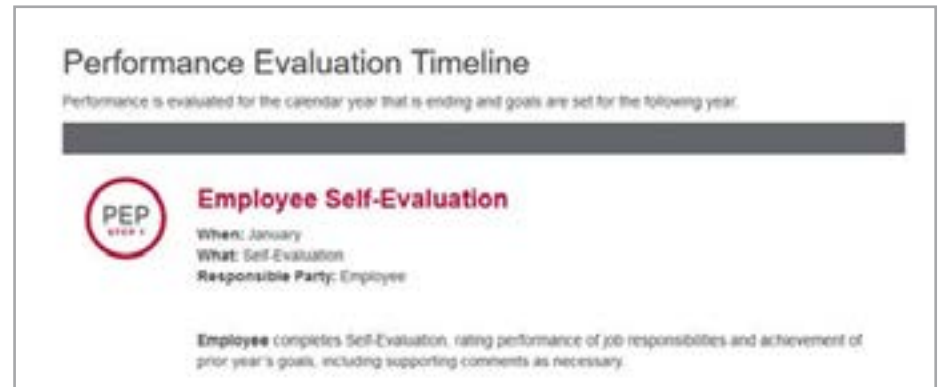 Performance Evaluation Timeline
Performance is evaluated for the calendar year that is ending and goals are set for the following year.
PEP
STEP 1
Employee Self-Evaluation
When: January
What: Self-Evaluation
Responsible Party: Employee
Employee completes Self-Evaluation, rating performance of job responsibilities and achievement of
prior year's goals, including supporting comments as necessary.